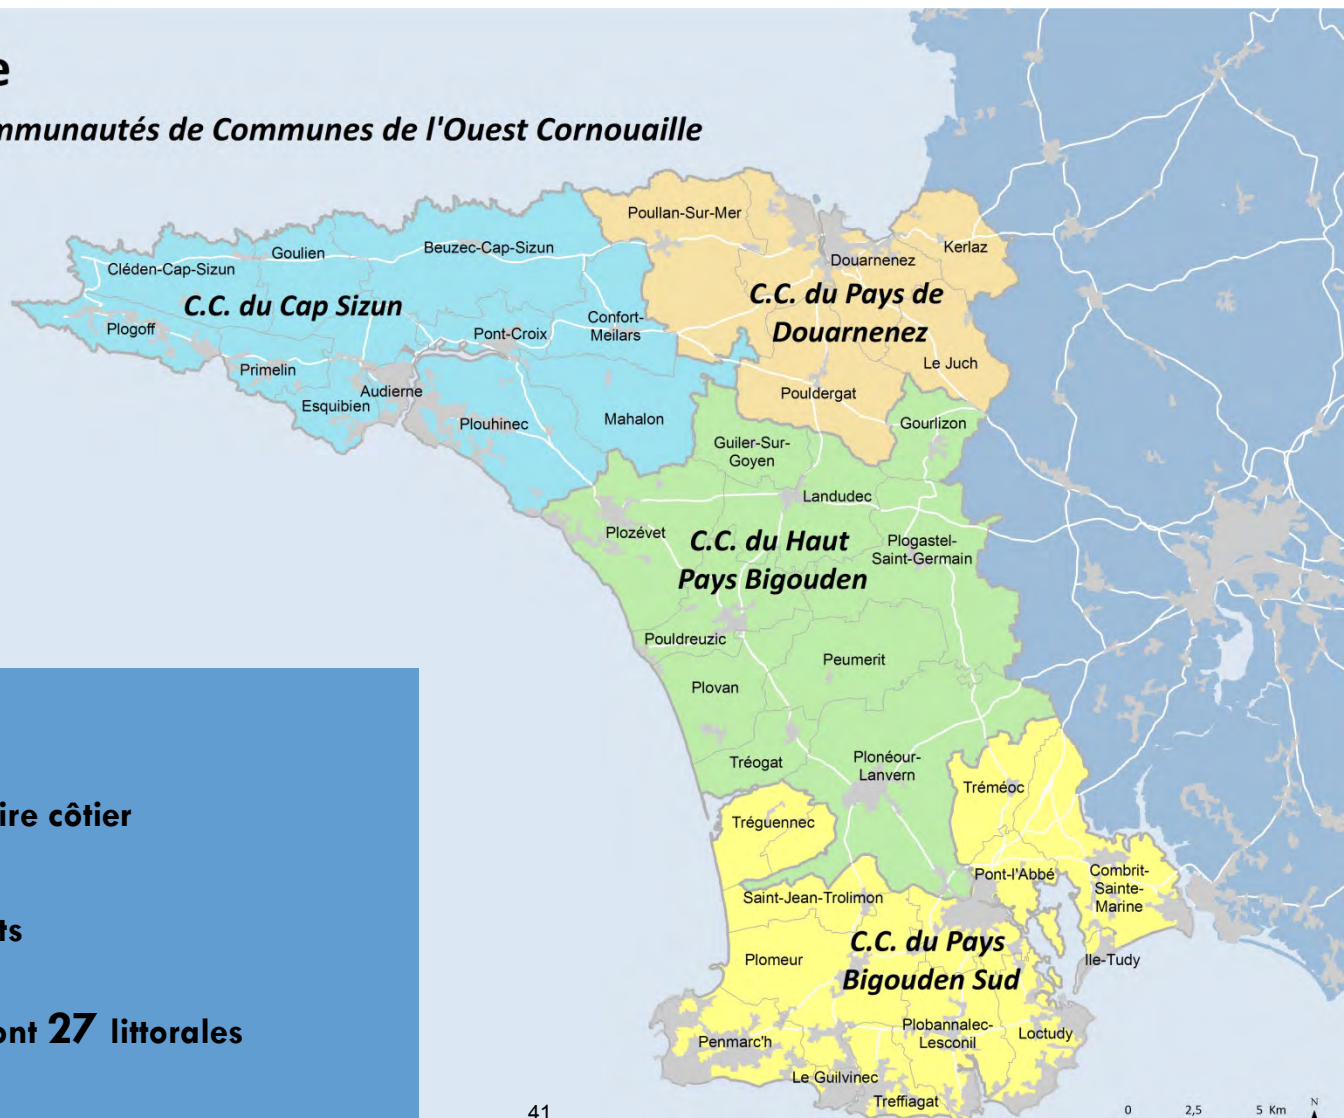 e
mmunautés de Communes de l'Ouest Cornouaille
Poullan-Sur-Mer
Kerlaz
Douarnenez
Beuzec-Cap-Sizun
Goulien
Cléden-Cap-Sizun
C.C. du Cap Sizun
C.C. du Pays de
Douarnenez
Plogoff
Pont-Croix
Confort-
Meilars
Primelin
Le Juch
Audierne
Esquibien
Pouldergat
Plouhinec
Mahalon
Gourlizon
Guiler-Sur-
Goyen
Landudec
Plozévet
C.C. du Haut
Pays Bigouden
Plogastel-
Saint-Germain
Pouldreuzic
Peumerit
Plovan
Tréogat
Plonéour-
Lanvern
Tréméoc
Tréguennec
Pont-l'Abbé
Combrit-
Sainte-
Marine
Saint-Jean-Trolimon
C.C. du Pays
Bigouden Sud
Plomeur
Ile-Tudy
Penmarc'h
Plobannalec-
Lesconil
Loctudy
Le Guilvinec
Treffiagat
ire côtier
ts
ont 27 littorales
41
0 2,5 5 Km
N